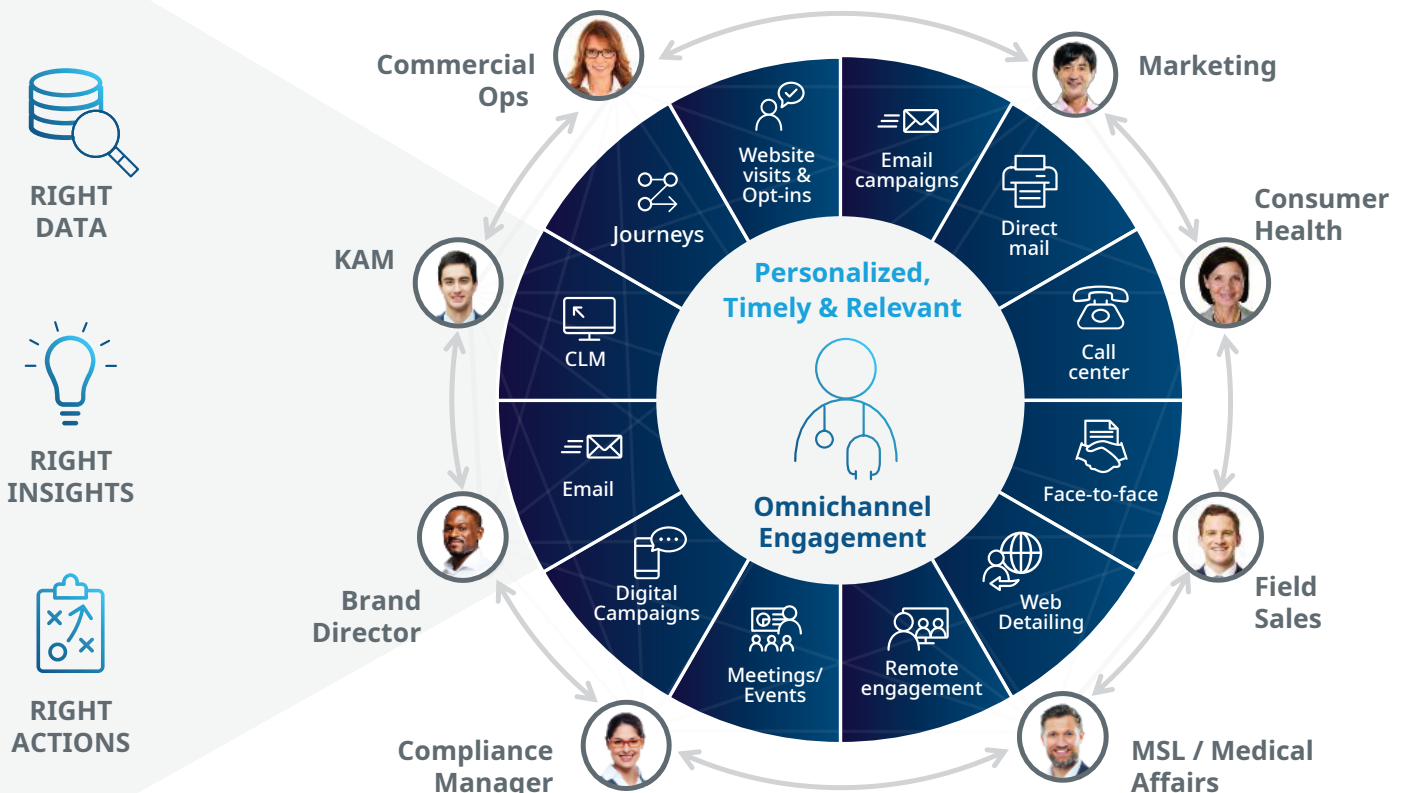 RIGHT
DATA
RIGHT
INSIGHTS
RIGHT
ACTIONS
Commercial
Ops
Marketing
Consumer
Health
KAM
Field
Sales
Brand
Director
Compliance
Manager
MSL / Medical
Affairs
Website
visits &
Opt-ins
Email
campaigns
Direct
mail
Call
center
Face-to-face
Web
Detailing
Remote
engagement
Meetings/
Events
Digital
Campaigns
Email
CLM
Journeys
Personalized,
Timely & Relevant
Omnichannel
Engagement